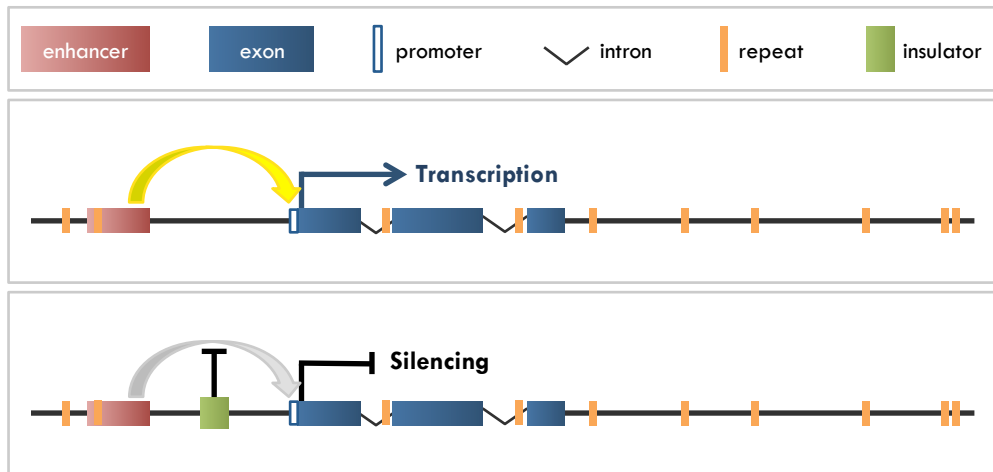 enhancer exon promoter intron repeat insulator
Transcription
Silencing